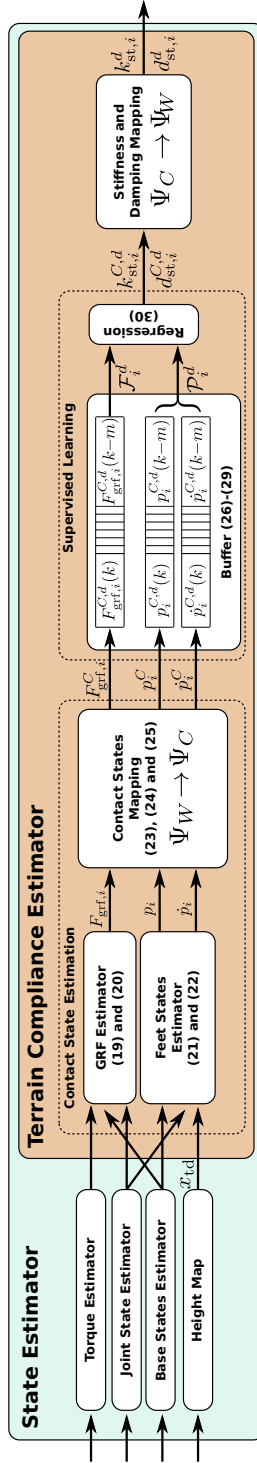 State Estimator
Terrain Compliance Estimator
Torque Estimator
Joint State Estimator
Base States Estimator
Height Map
x_td
Contact State Estimation
GRF Estimator
(19) and (20)
Feet States
Estimator
(21) and (22)
F_grf,i
p_i
ṗ_i
Contact States
Mapping
(23), (24) and (25)
Ψ_W → Ψ_C
F^C_grf,i
p^C_i
ṗ^C_i
Supervised Learning
F^{C,d}_grf,i(k) F^{C,d}_grf,i(k−m)
p^{C,d}_i(k) p^{C,d}_i(k−m)
ṗ^{C,d}_i(k) ṗ^{C,d}_i(k−m)
Buffer (26)-(29)
ℱ^d_i
𝒫^d_i
Regression
(30)
k^{C,d}_st,i
d^{C,d}_st,i
Stiffness and
Damping Mapping
Ψ_C → Ψ_W
k^d_st,i
d^d_st,i